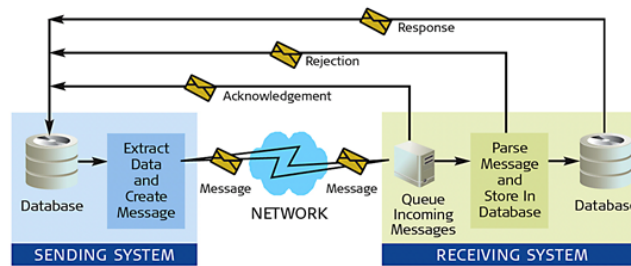 Response
Rejection
Acknowledgement
Database
Extract
Data
and
Create
Message
Message
NETWORK
Message
Queue
Incoming
Messages
Parse
Message
and
Store In
Database
Database
SENDING SYSTEM
RECEIVING SYSTEM